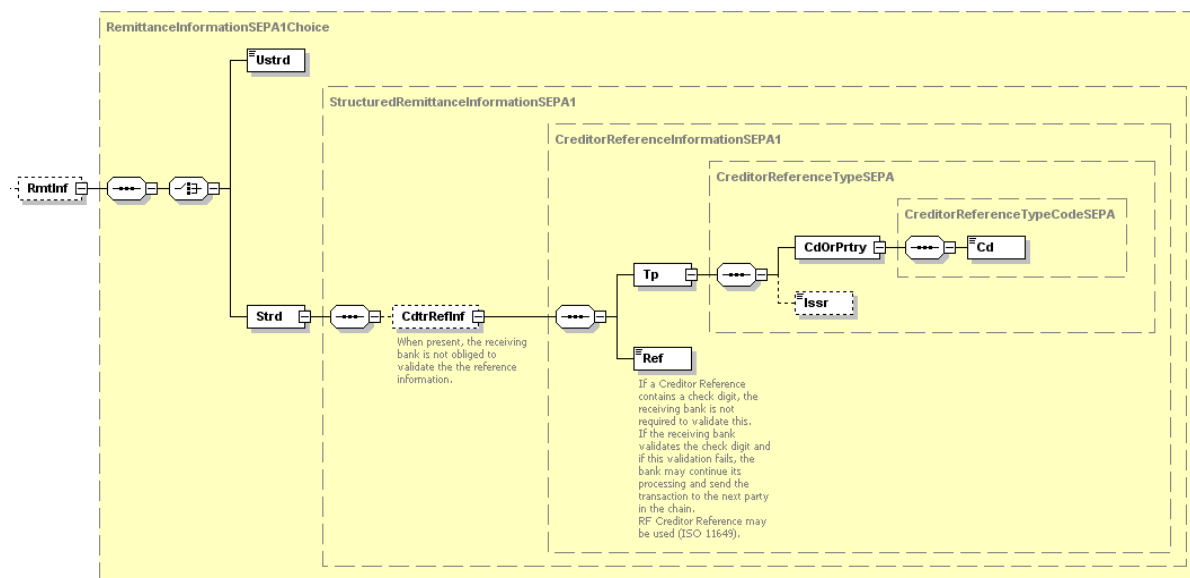 RemittanceInformationSEPA1Choice
Ustrd
StructuredRemittanceInformationSEPA1
CreditorReferenceInformationSEPA1
CreditorReferenceTypeSEPA
RmtInf
CreditorReferenceTypeCodeSEPA
CdOrPrtry
Cd
Tp
Issr
Strd
CdtrRefInf
When present, the receiving
bank is not obliged to
validate the the reference
information.
Ref
If a Creditor Reference
contains a check digit, the
receiving bank is not
required to validate this.
If the receiving bank
validates the check digit and
if this validation fails, the
bank may continue its
processing and send the
transaction to the next party
in the chain.
RF Creditor Reference may
be used (ISO 11649).